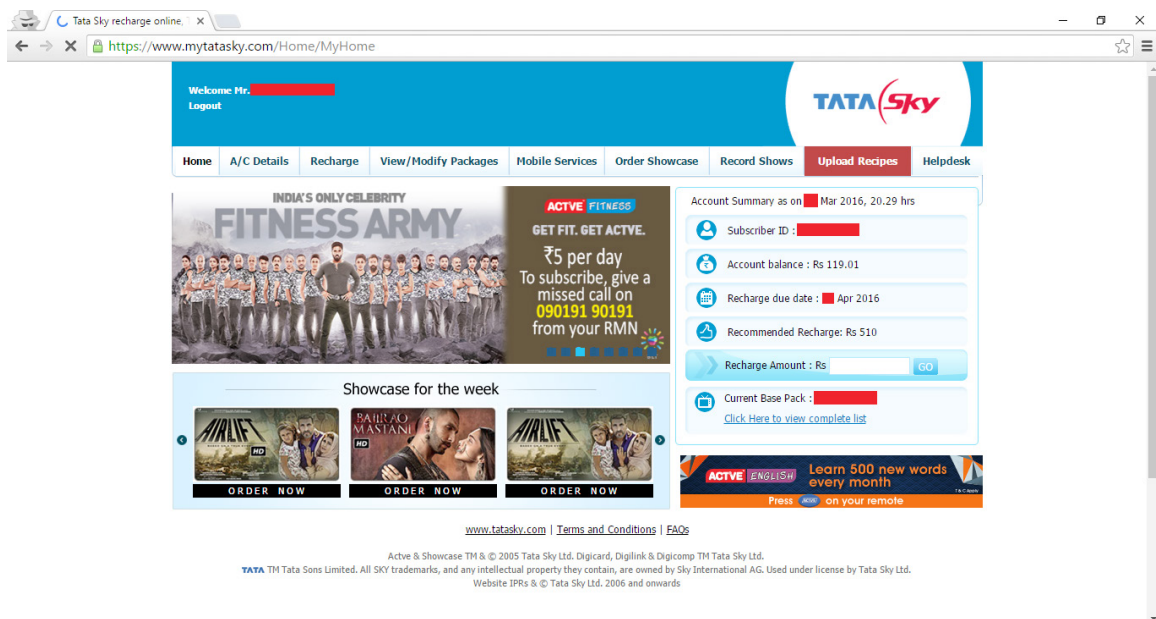 Tata Sky recharge online,
https://www.mytatasky.com/Home/MyHome
Welcome Mr.
Logout
TATA Sky
Home A/C Details Recharge View/Modify Packages Mobile Services Order Showcase Record Shows Upload Recipes Helpdesk
INDIA'S ONLY CELEBRITY
FITNESS ARMY
ACTVE FITNESS
GET FIT. GET ACTVE.
₹5 per day
To subscribe, give a
missed call on
090191 90191
from your RMN
Account Summary as on Mar 2016, 20.29 hrs
Subscriber ID :
Account balance : Rs 119.01
Recharge due date : Apr 2016
Recommended Recharge: Rs 510
Recharge Amount : Rs GO
Current Base Pack :
Click Here to view complete list
Showcase for the week
AIRLIFT HD
BAJIRAO MASTANI HD
AIRLIFT
ORDER NOW ORDER NOW ORDER NOW
ACTVE ENGLISH Learn 500 new words
every month
Press on your remote
T & C Apply
www.tatasky.com | Terms and Conditions | FAQs
Actve & Showcase TM & © 2005 Tata Sky Ltd. Digicard, Digilink & Digicomp TM Tata Sky Ltd.
TATA TM Tata Sons Limited. All SKY trademarks, and any intellectual property they contain, are owned by Sky International AG. Used under license by Tata Sky Ltd.
Website IPRs & © Tata Sky Ltd. 2006 and onwards